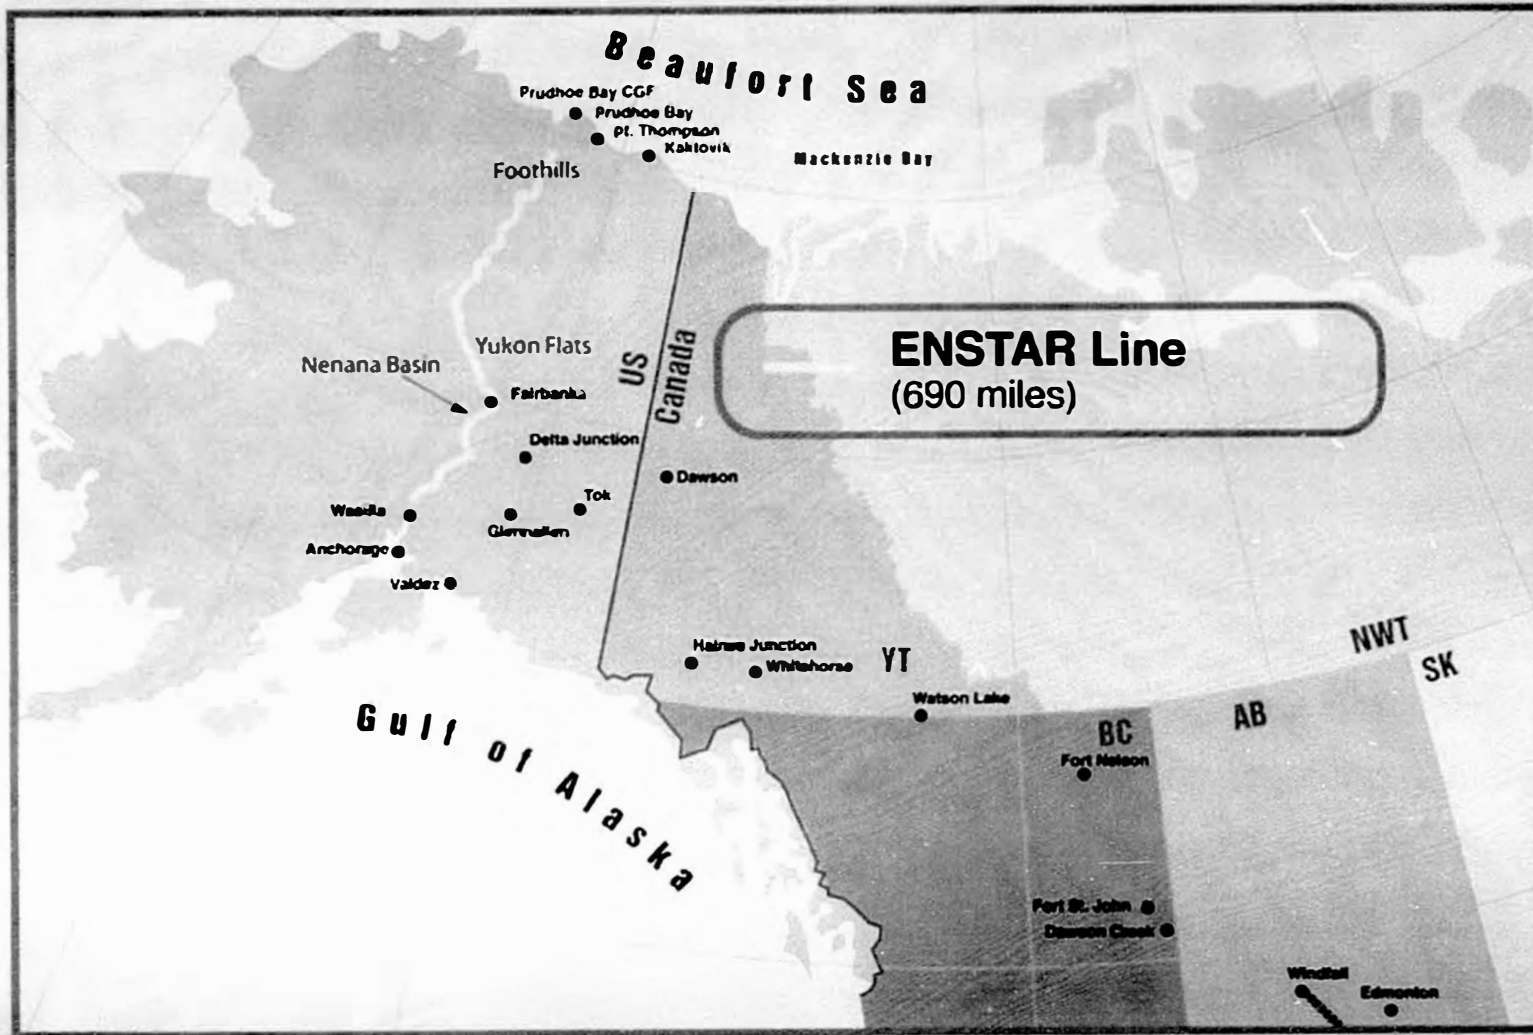 Beaufort Sea
Prudhoe Bay CGF
Prudhoe Bay
Pt. Thompson
Kaktovik
Mackenzie Bay
Foothills
Yukon Flats
Nenana Basin
US
Canada
ENSTAR Line
(690 miles)
Fairbanks
Delta Junction
Dawson
Tok
Wasilla
Glennallen
Anchorage
Valdez
Haines Junction
Whitehorse
YT
NWT
SK
Watson Lake
AB
BC
Gulf of Alaska
Fort Nelson
Fort St. John
Dawson Creek
Windfall
Edmonton